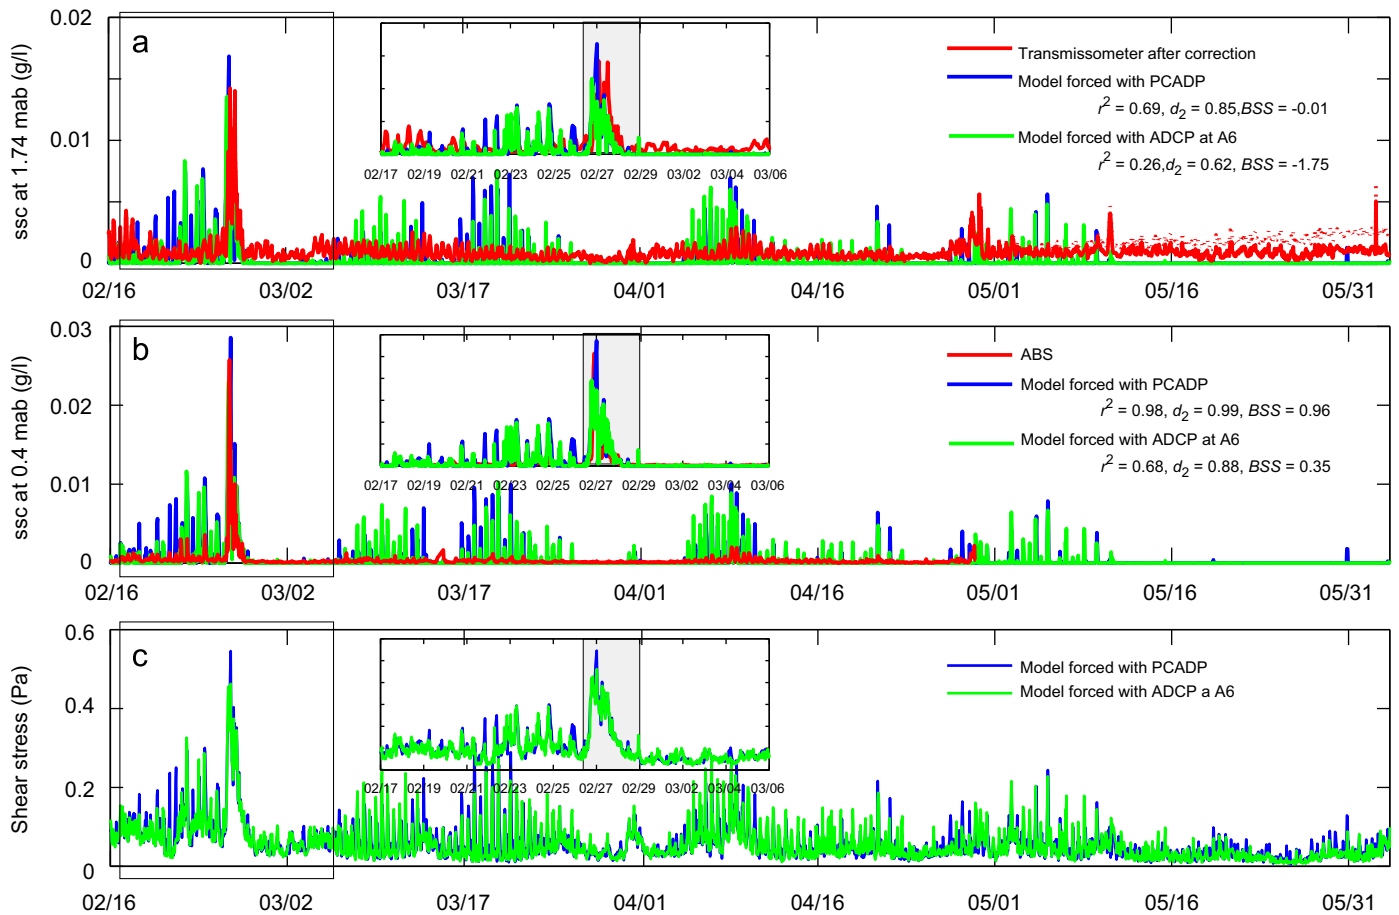 0.02
0.01
0
ssc at 1.74 mab (g/l)
a
02/17 02/19 02/21 02/23 02/25 02/27 02/29 03/02 03/04 03/06
Transmissometer after correction
Model forced with PCADP
r² = 0.69, d₂ = 0.85,BSS = -0.01
Model forced with ADCP at A6
r² = 0.26,d₂ = 0.62, BSS = -1.75
02/16 03/02 03/17 04/01 04/16 05/01 05/16 05/31
0.03
0.02
0.01
0
ssc at 0.4 mab (g/l)
b
02/17 02/19 02/21 02/23 02/25 02/27 02/29 03/02 03/04 03/06
ABS
Model forced with PCADP
r² = 0.98, d₂ = 0.99, BSS = 0.96
Model forced with ADCP at A6
r² = 0.68, d₂ = 0.88, BSS = 0.35
02/16 03/02 03/17 04/01 04/16 05/01 05/16 05/31
0.6
0.4
0.2
0
Shear stress (Pa)
c
02/17 02/19 02/21 02/23 02/25 02/27 02/29 03/02 03/04 03/06
Model forced with PCADP
Model forced with ADCP a A6
02/16 03/02 03/17 04/01 04/16 05/01 05/16 05/31